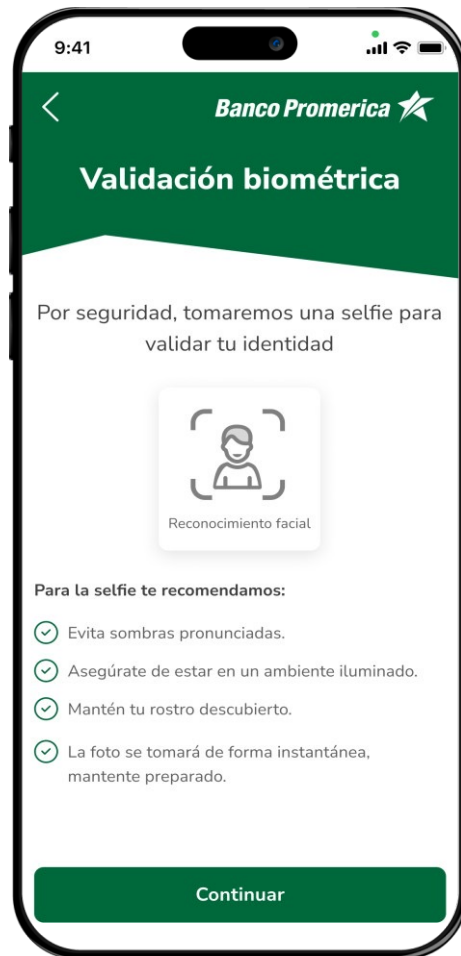 9:41
Banco Promerica
Validación biométrica
Por seguridad, tomaremos una selfie para
validar tu identidad
Reconocimiento facial
Para la selfie te recomendamos:
Evita sombras pronunciadas.
Asegúrate de estar en un ambiente iluminado.
Mantén tu rostro descubierto.
La foto se tomará de forma instantánea,
mantente preparado.
Continuar